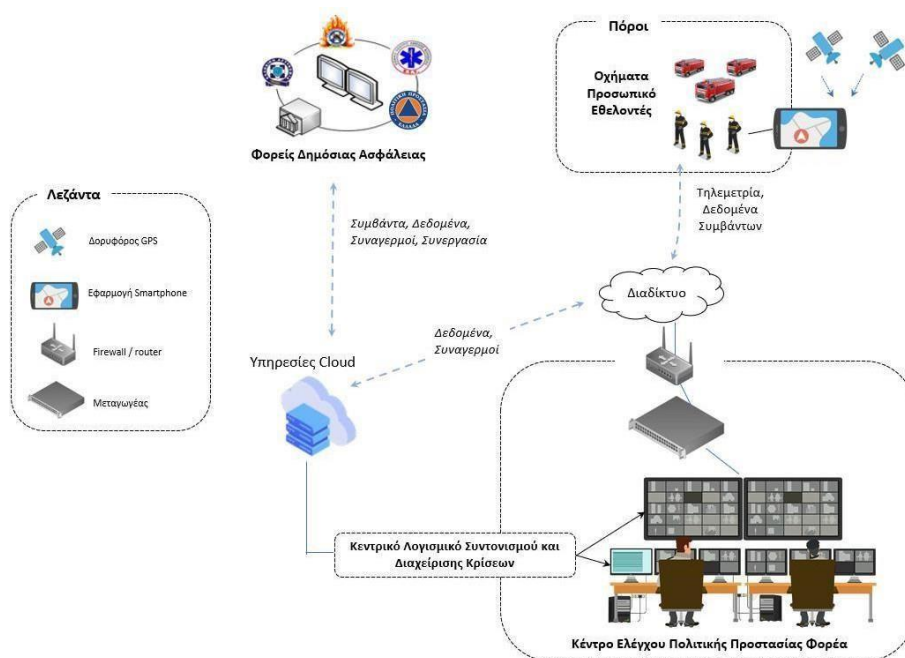 Πόροι
Οχήματα
Προσωπικό
Εθελοντές
Φορείς Δημόσιας Ασφάλειας
Λεζάντα
Δορυφόρος GPS
Εφαρμογή Smartphone
Firewall / router
Μεταγωγέας
Συμβάντα, Δεδομένα,
Συναγερμοί, Συνεργασία
Τηλεμετρία,
Δεδομένα
Συμβάντων
Διαδίκτυο
Δεδομένα,
Συναγερμοί
Υπηρεσίες Cloud
Κεντρικό Λογισμικό Συντονισμού και
Διαχείρισης Κρίσεων
Κέντρο Ελέγχου Πολιτικής Προστασίας Φορέα